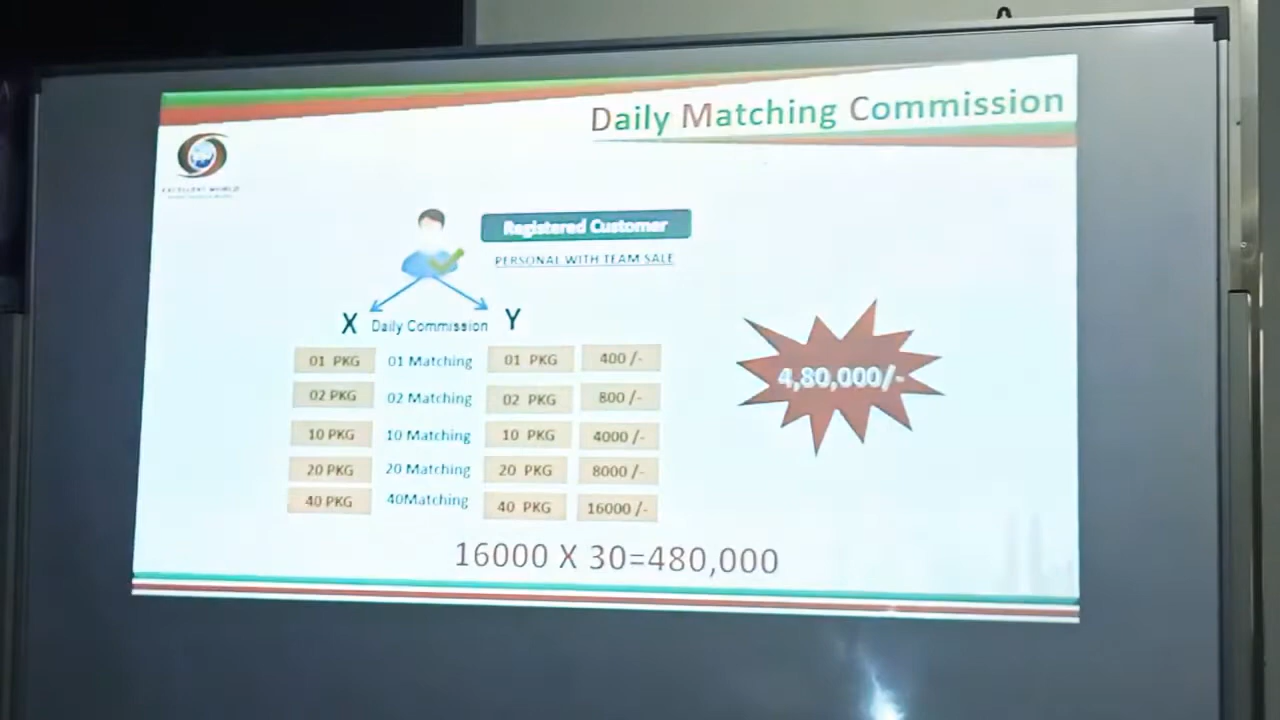 Daily Matching Commission
EXCELLENT WORLD
Registered Customer
PERSONAL WITH TEAM SALE
X Daily Commission Y
01 PKG 01 Matching 01 PKG 400 /-
02 PKG 02 Matching 02 PKG 800 /-
10 PKG 10 Matching 10 PKG 4000 /-
20 PKG 20 Matching 20 PKG 8000 /-
40 PKG 40Matching 40 PKG 16000 /-
4,80,000/-
16000 X 30=480,000